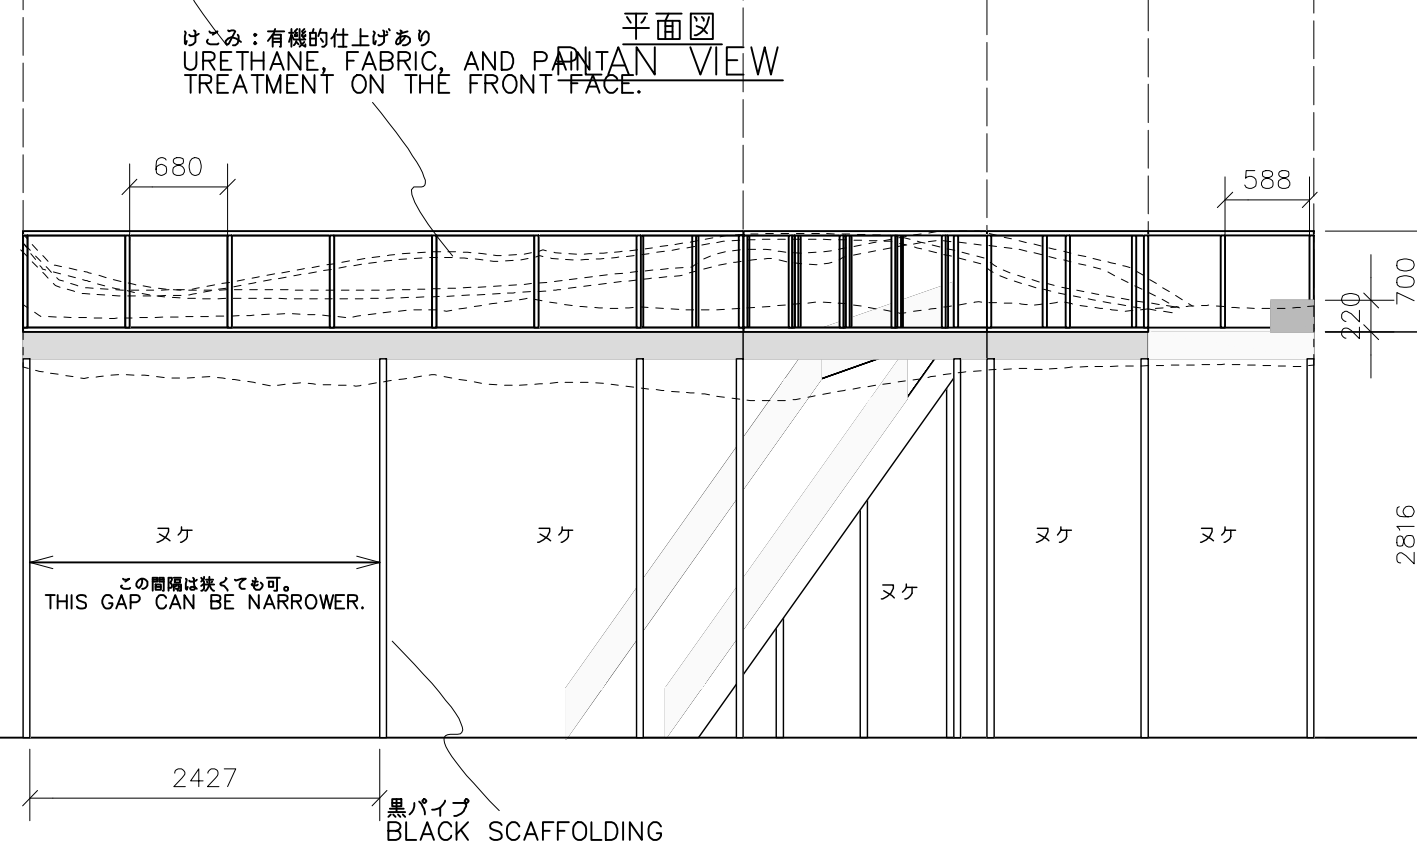 平面図
PLAN VIEW
けこみ：有機的仕上げあり
URETHANE, FABRIC, AND PAINT
TREATMENT ON THE FRONT FACE.
680
588
700
220
2816
ヌケ
ヌケ
ヌケ
ヌケ
ヌケ
この間隔は狭くても可。
THIS GAP CAN BE NARROWER.
2427
黒パイプ
BLACK SCAFFOLDING